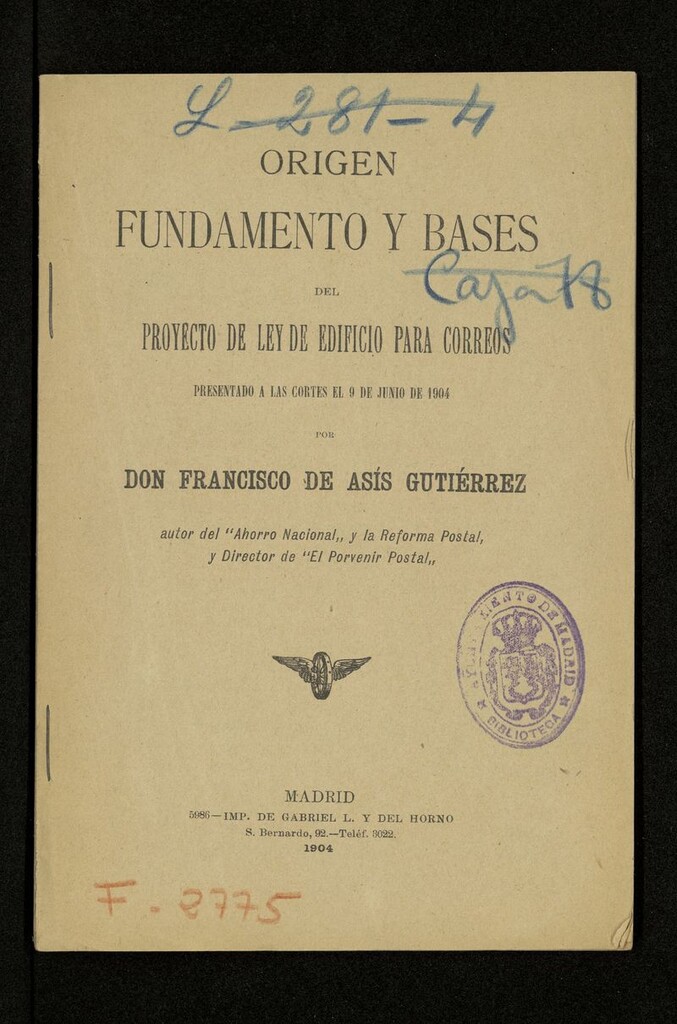 L-281-4
ORIGEN
FUNDAMENTO Y BASES
Caja
DEL
PROYECTO DE LEY DE EDIFICIO PARA CORREOS
PRESENTADO A LAS CORTES EL 9 DE JUNIO DE 1904
POR
DON FRANCISCO DE ASÍS GUTIÉRREZ
autor del "Ahorro Nacional„ y la Reforma Postal,
y Director de "El Porvenir Postal„
AYUNTAMIENTO DE MADRID
★ BIBLIOTECA ★
MADRID
5986—IMP. DE GABRIEL L. Y DEL HORNO
S. Bernardo, 92.—Teléf. 3022.
1904
F-2775